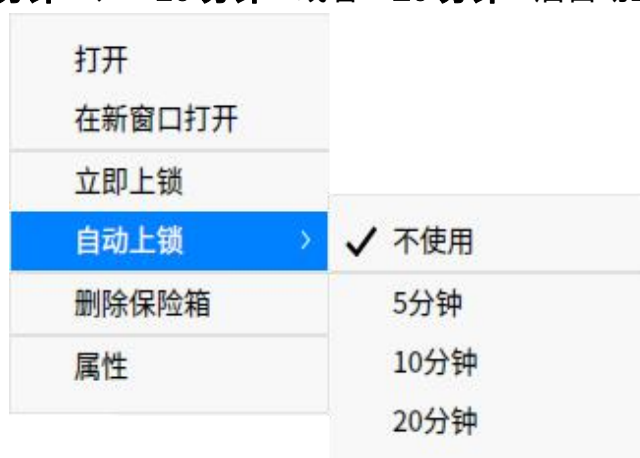 打开
在新窗口打开
立即上锁
自动上锁
不使用
删除保险箱
5分钟
属性
10分钟
20分钟